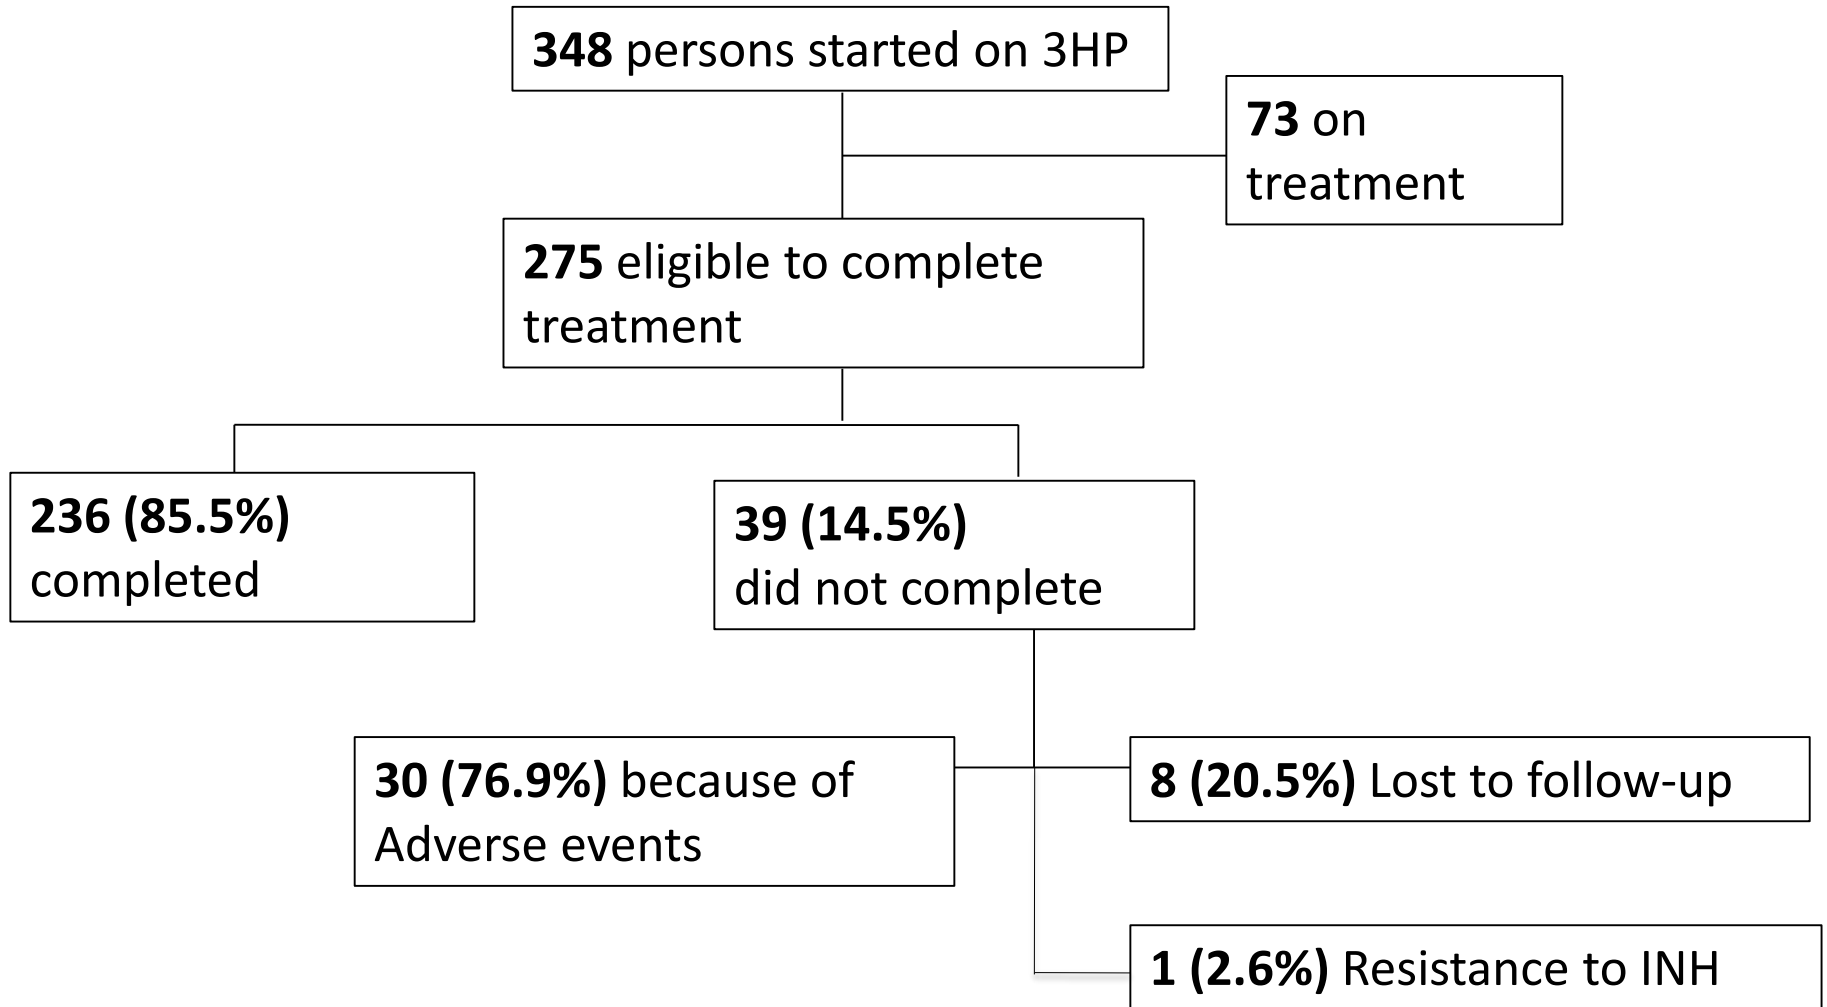 348 persons started on 3HP
73 on
treatment
275 eligible to complete
treatment
236 (85.5%)
completed
39 (14.5%)
did not complete
30 (76.9%) because of
Adverse events
8 (20.5%) Lost to follow-up
1 (2.6%) Resistance to INH